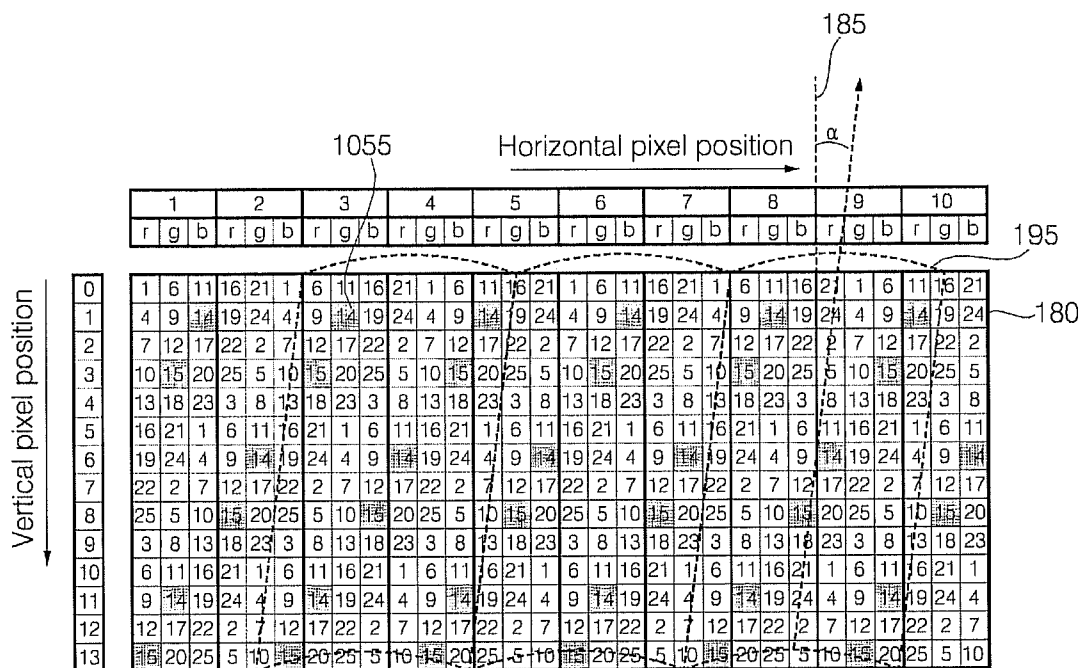 185
α
1055
Horizontal pixel position
1 2 3 4 5 6 7 8 9 10
r g b r g b r g b r g b r g b r g b r g b r g b r g b r g b
195
180
Vertical pixel position
0 1 6 11 16 21 1 6 11 16 21 1 6 11 16 21 1 6 11 16 21 1 6 11 16 21 1 6 11 16 21
1 4 9 14 19 24 4 9 14 19 24 4 9 14 19 24 4 9 14 19 24 4 9 14 19 24 4 9 14 19 24
2 7 12 17 22 2 7 12 17 22 2 7 12 17 22 2 7 12 17 22 2 7 12 17 22 2 7 12 17 22 2
3 10 15 20 25 5 10 15 20 25 5 10 15 20 25 5 10 15 20 25 5 10 15 20 25 5 10 15 20 25 5
4 13 18 23 3 8 13 18 23 3 8 13 18 23 3 8 13 18 23 3 8 13 18 23 3 8 13 18 23 3 8
5 16 21 1 6 11 16 21 1 6 11 16 21 1 6 11 16 21 1 6 11 16 21 1 6 11 16 21 1 6 11
6 19 24 4 9 14 19 24 4 9 14 19 24 4 9 14 19 24 4 9 14 19 24 4 9 14 19 24 4 9 14
7 22 2 7 12 17 22 2 7 12 17 22 2 7 12 17 22 2 7 12 17 22 2 7 12 17 22 2 7 12 17
8 25 5 10 15 20 25 5 10 15 20 25 5 10 15 20 25 5 10 15 20 25 5 10 15 20 25 5 10 15 20
9 3 8 13 18 23 3 8 13 18 23 3 8 13 18 23 3 8 13 18 23 3 8 13 18 23 3 8 13 18 23
10 6 11 16 21 1 6 11 16 21 1 6 11 16 21 1 6 11 16 21 1 6 11 16 21 1 6 11 16 21 1
11 9 14 19 24 4 9 14 19 24 4 9 14 19 24 4 9 14 19 24 4 9 14 19 24 4 9 14 19 24 4
12 12 17 22 2 12 17 22 2 7 12 17 22 2 7 12 17 22 2 12 17 22 2 7 12 17 22 2 7
13 15 20 25 5 10 15 20 25 5 10 15 20 25 5 10 15 20 25 5 10 15 20 25 5 10 15 20 25 5 10